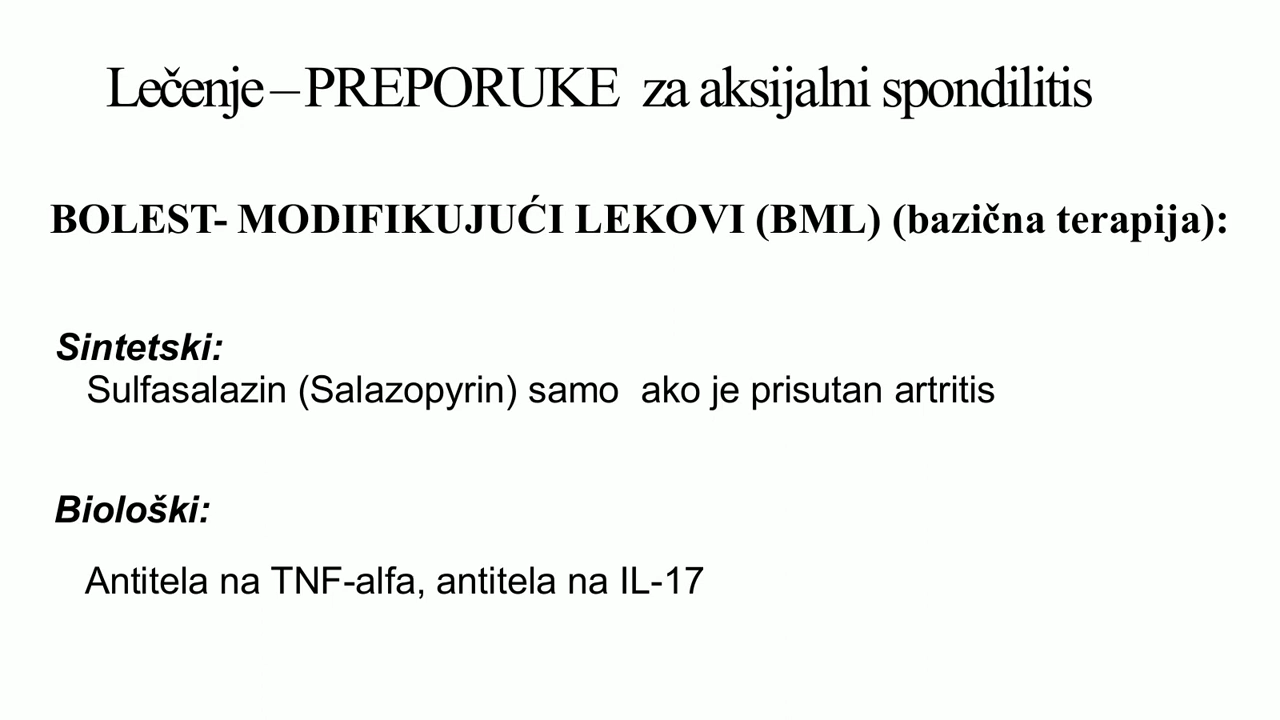 Lečenje – PREPORUKE za aksijalni spondilitis
BOLEST- MODIFIKUJUĆI LEKOVI (BML) (bazična terapija):
Sintetski:
Sulfasalazin (Salazopyrin) samo ako je prisutan artritis
Biološki:
Antitela na TNF-alfa, antitela na IL-17